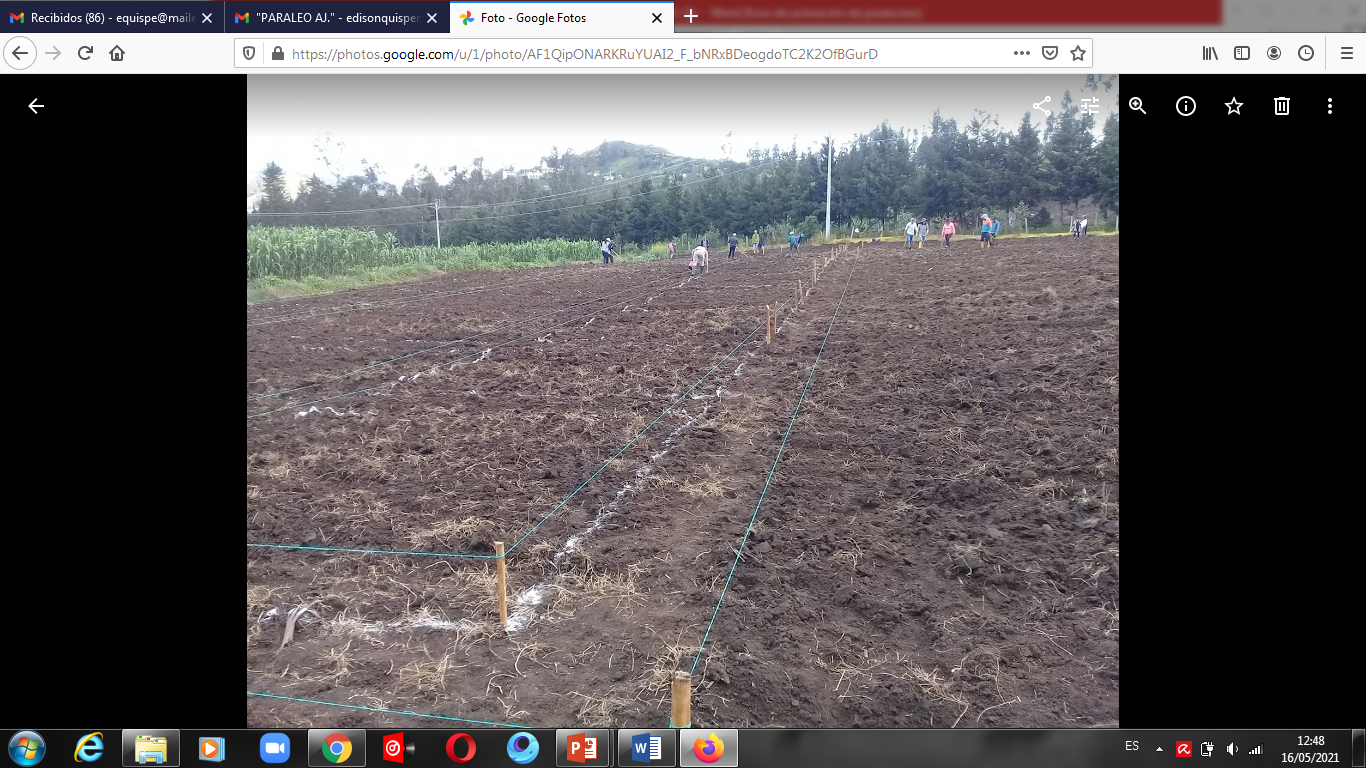 Recibidos (86) - equispe@mail
"PARALEO AJ." - edisonquisper
Foto - Google Fotos
https://photos.google.com/u/1/photo/AF1QipONARKRuYUAI2_F_bNRxBDeogdoTC2K2OfBGurD
ES
12:48
16/05/2021